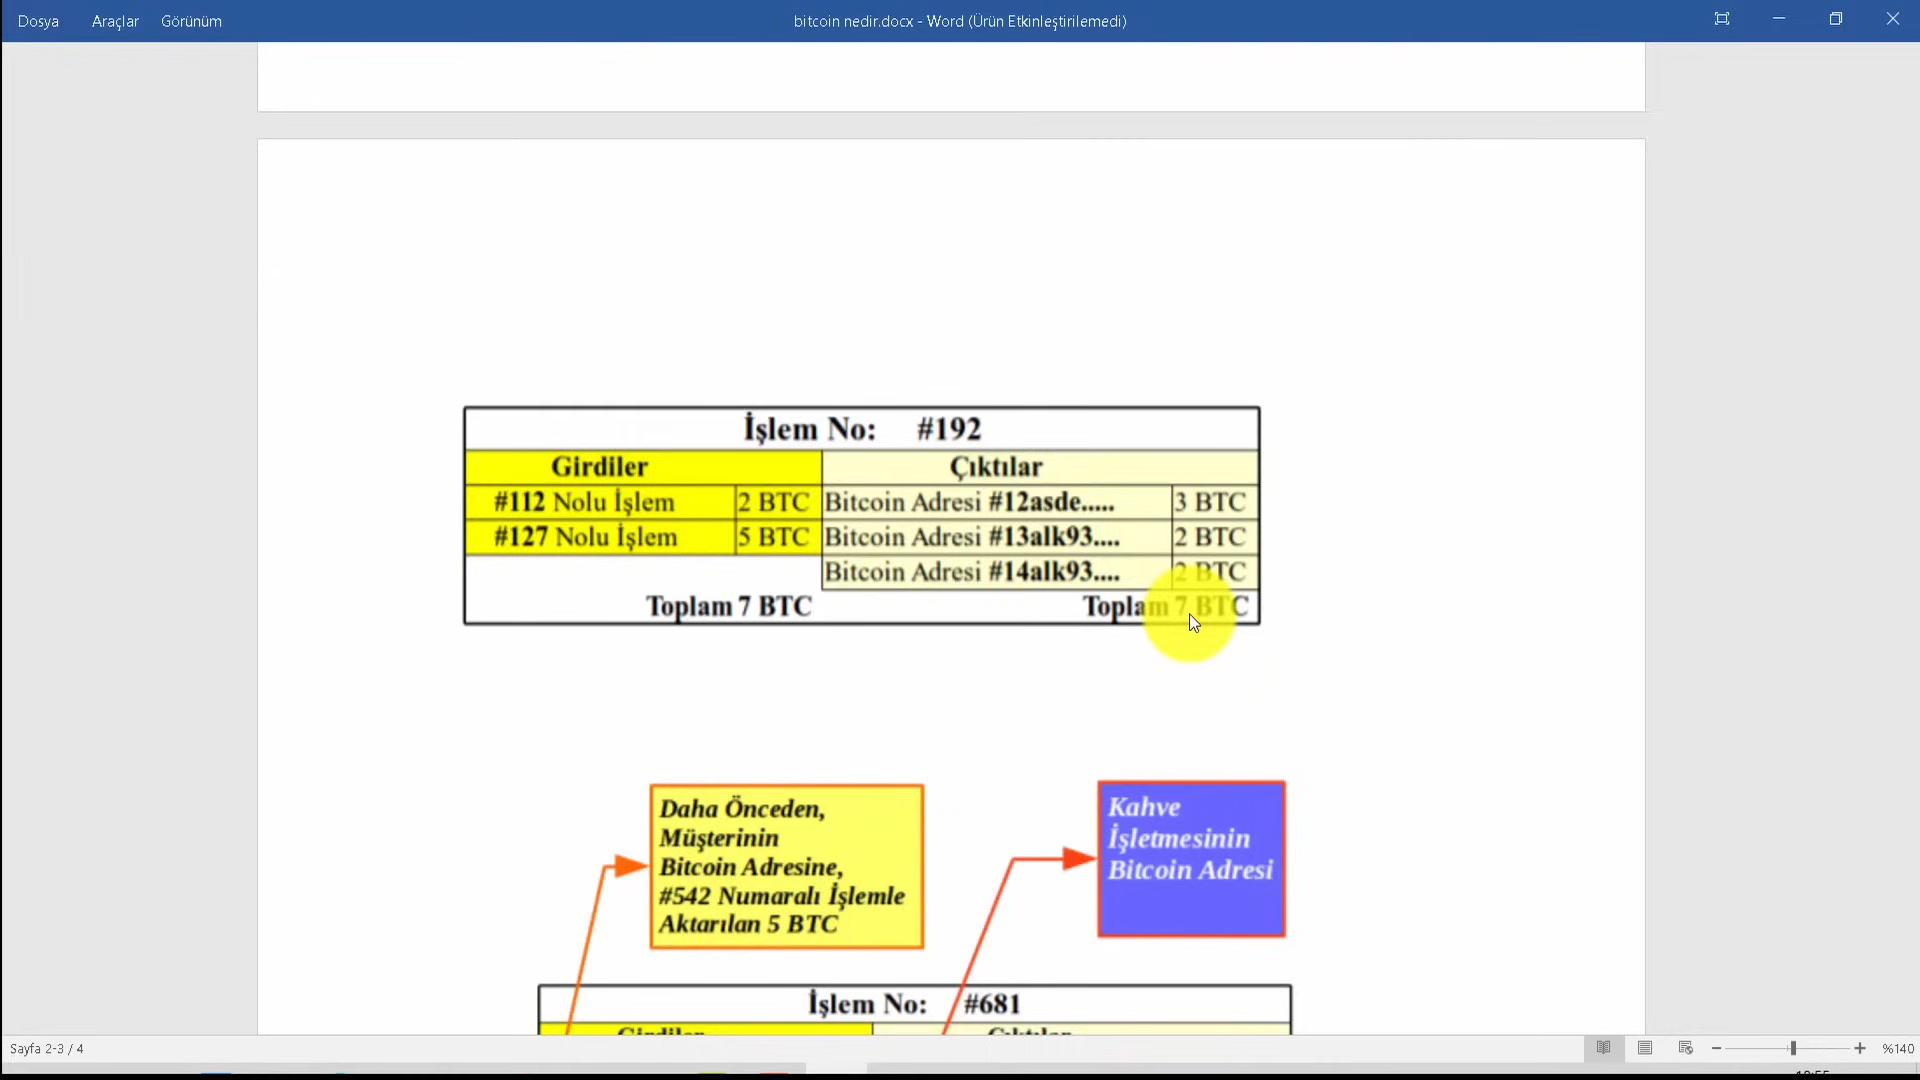 Dosya Araçlar Görünüm bitcoin nedir.docx - Word (Ürün Etkinleştirilemedi)
İşlem No: #192
Girdiler Çıktılar
#112 Nolu İşlem 2 BTC Bitcoin Adresi #12asde..... 3 BTC
#127 Nolu İşlem 5 BTC Bitcoin Adresi #13alk93.... 2 BTC
Bitcoin Adresi #14alk93.... 2 BTC
Toplam 7 BTC Toplam 7 BTC
Daha Önceden,
Müşterinin
Bitcoin Adresine,
#542 Numaralı İşlemle
Aktarılan 5 BTC
Kahve
İşletmesinin
Bitcoin Adresi
İşlem No: #681
Girdiler Çıktılar
Sayfa 2-3 / 4 %140